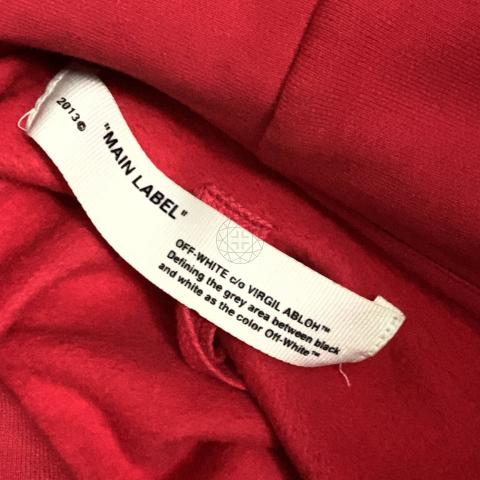 2013©
"MAIN LABEL"
OFF-WHITE c/o VIRGIL ABLOH™
Defining the grey area between black
and white as the color Off-White™